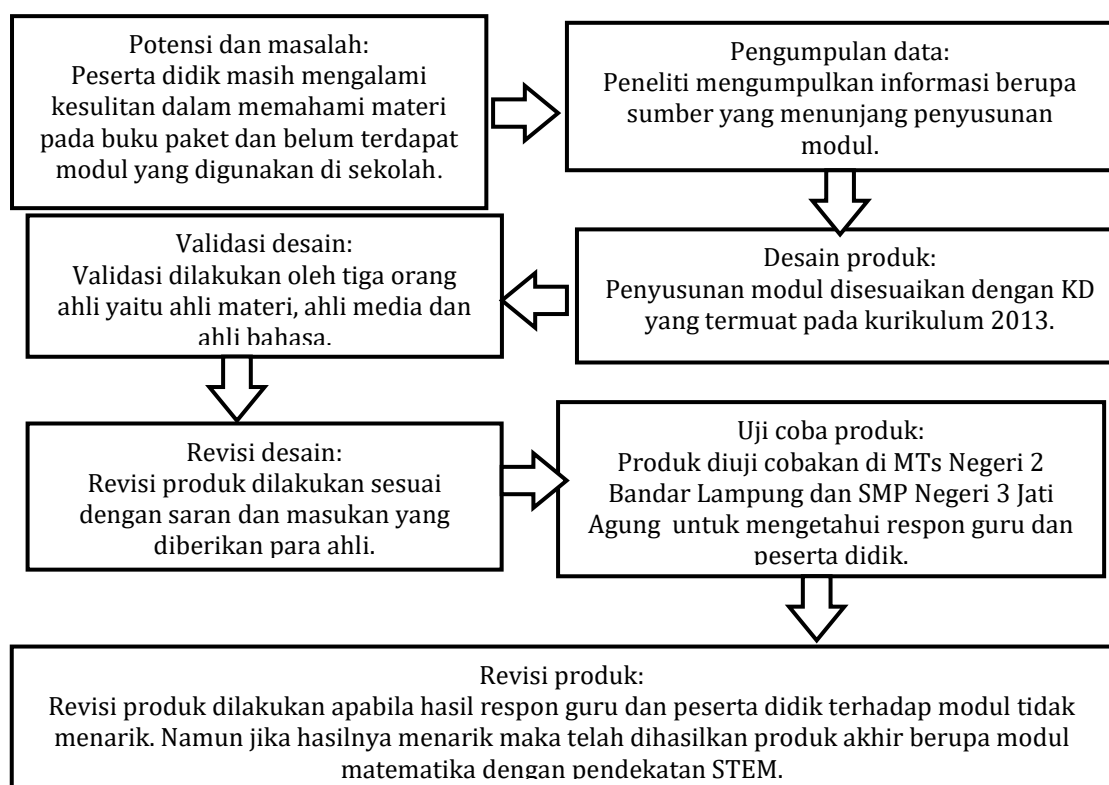 Potensi dan masalah:
Peserta didik masih mengalami
kesulitan dalam memahami materi
pada buku paket dan belum terdapat
modul yang digunakan di sekolah.
Pengumpulan data:
Peneliti mengumpulkan informasi berupa
sumber yang menunjang penyusunan
modul.
Desain produk:
Penyusunan modul disesuaikan dengan KD
yang termuat pada kurikulum 2013.
Validasi desain:
Validasi dilakukan oleh tiga orang
ahli yaitu ahli materi, ahli media dan
ahli bahasa.
Revisi desain:
Revisi produk dilakukan sesuai
dengan saran dan masukan yang
diberikan para ahli.
Uji coba produk:
Produk diuji cobakan di MTs Negeri 2
Bandar Lampung dan SMP Negeri 3 Jati
Agung untuk mengetahui respon guru dan
peserta didik.
Revisi produk:
Revisi produk dilakukan apabila hasil respon guru dan peserta didik terhadap modul tidak
menarik. Namun jika hasilnya menarik maka telah dihasilkan produk akhir berupa modul
matematika dengan pendekatan STEM.